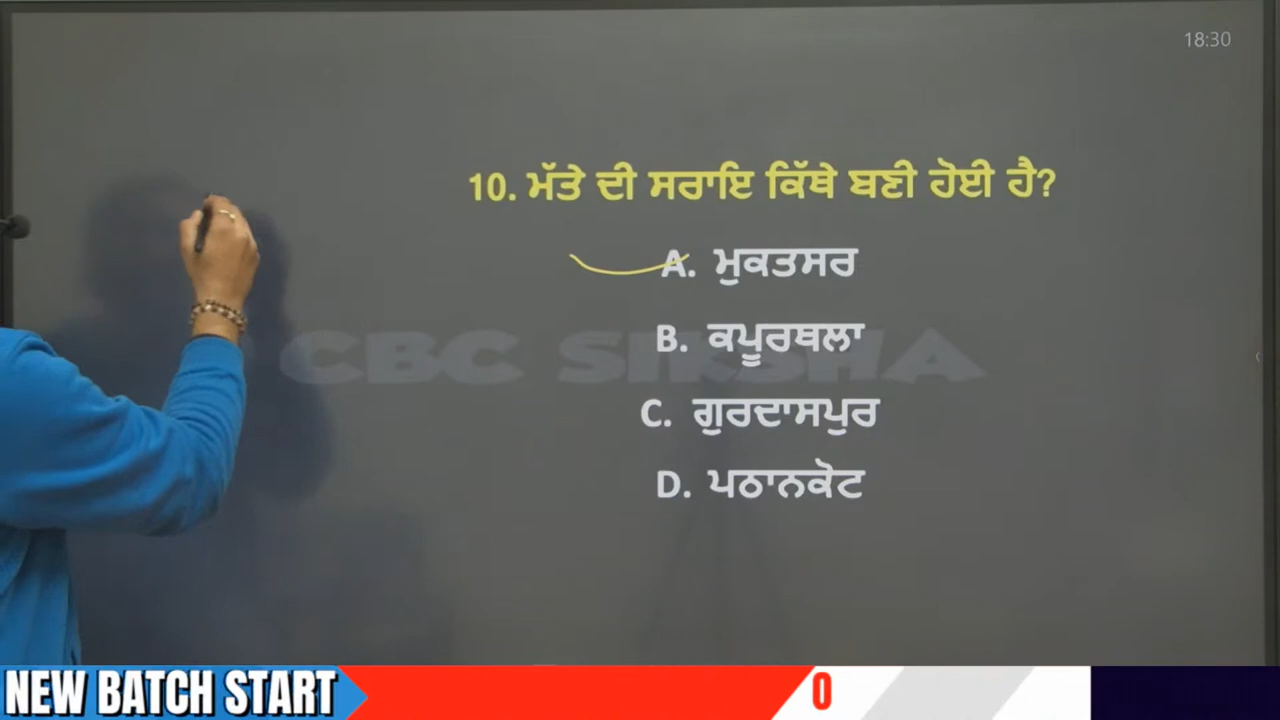 18:30
10. ਮੱਤੇ ਦੀ ਸਰਾਇ ਕਿੱਥੇ ਬਣੀ ਹੋਈ ਹੈ?
A. ਮੁਕਤਸਰ
B. ਕਪੂਰਥਲਾ
CBC SIKSHA
C. ਗੁਰਦਾਸਪੁਰ
D. ਪਠਾਨਕੋਟ
NEW BATCH START
0